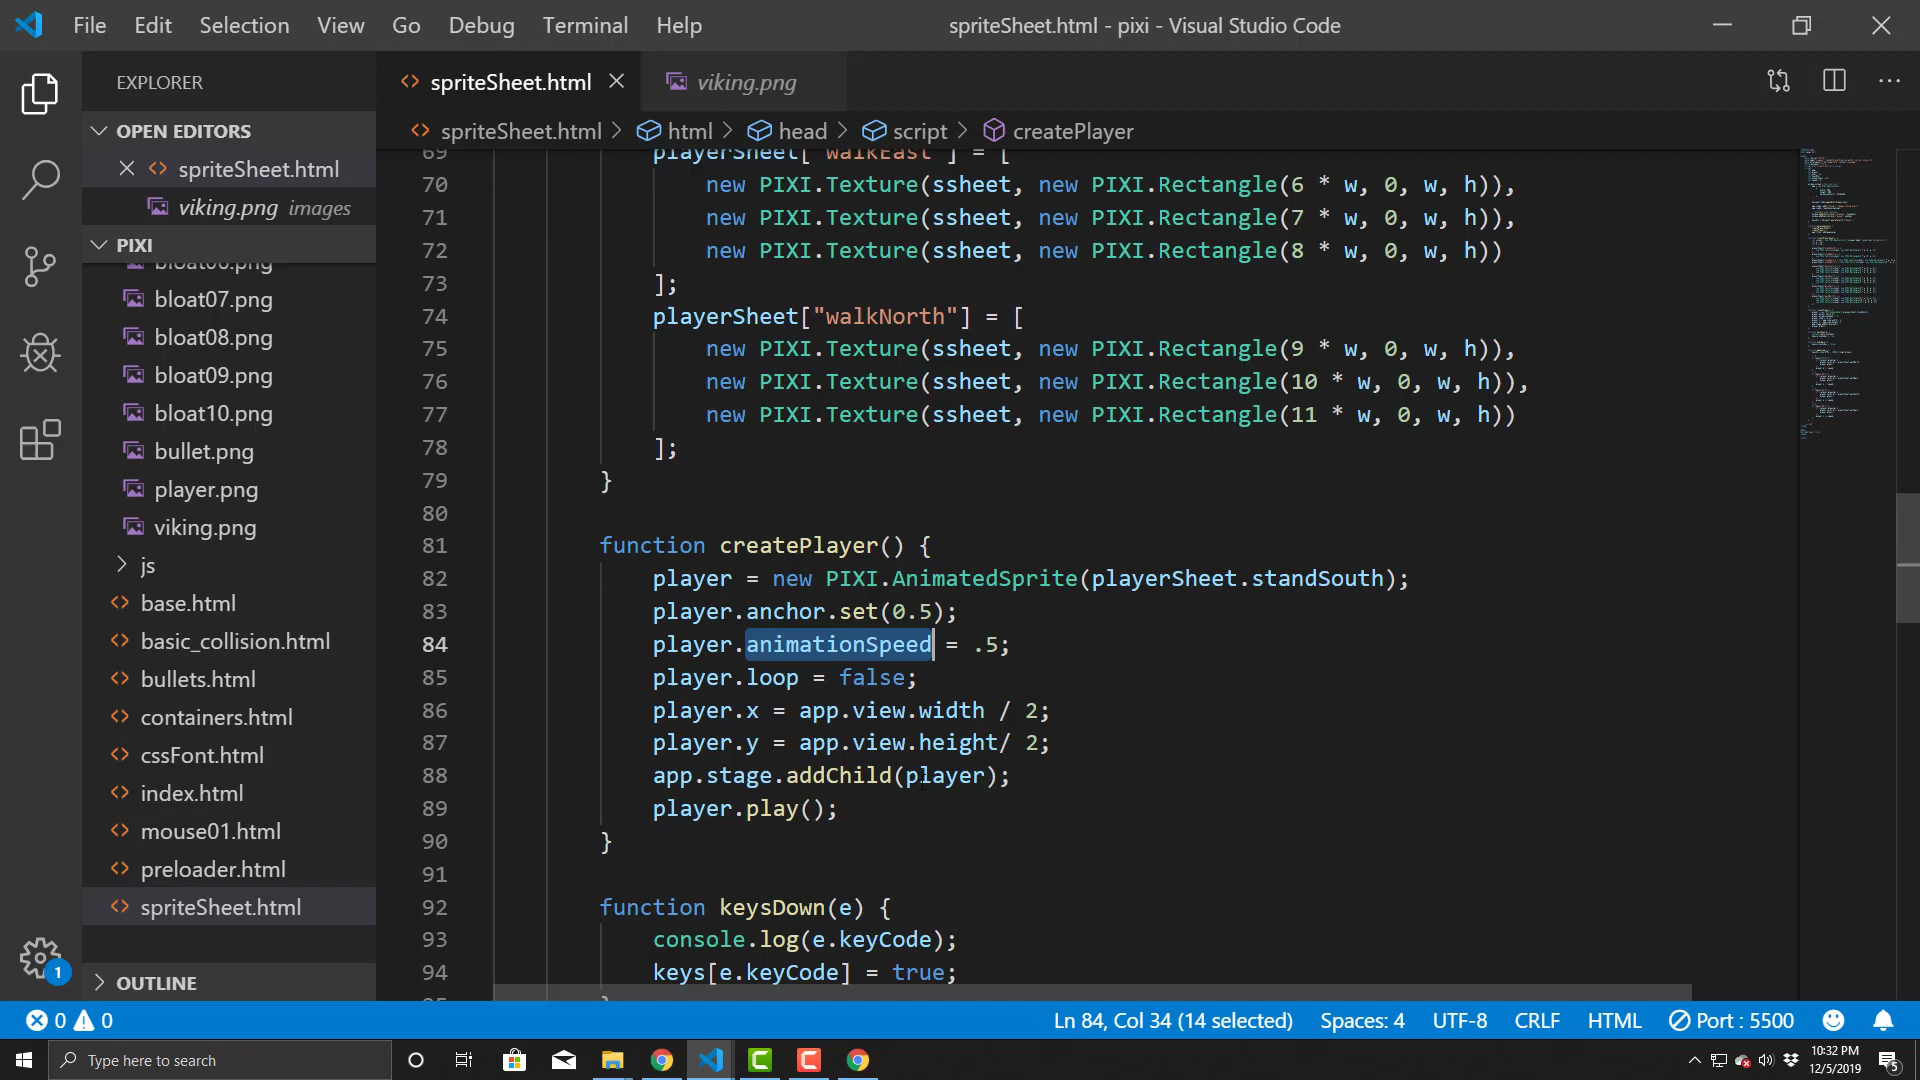 File Edit Selection View Go Debug Terminal Help
spriteSheet.html - pixi - Visual Studio Code
EXPLORER
OPEN EDITORS
spriteSheet.html
viking.png images
PIXI
bloat06.png
bloat07.png
bloat08.png
bloat09.png
bloat10.png
bullet.png
player.png
viking.png
js
base.html
basic_collision.html
bullets.html
containers.html
cssFont.html
index.html
mouse01.html
preloader.html
spriteSheet.html
OUTLINE
1
spriteSheet.html
viking.png
spriteSheet.html > html > head > script > createPlayer
69 playerSheet["walkEast"] = [
70 new PIXI.Texture(ssheet, new PIXI.Rectangle(6 * w, 0, w, h)),
71 new PIXI.Texture(ssheet, new PIXI.Rectangle(7 * w, 0, w, h)),
72 new PIXI.Texture(ssheet, new PIXI.Rectangle(8 * w, 0, w, h))
73 ];
74 playerSheet["walkNorth"] = [
75 new PIXI.Texture(ssheet, new PIXI.Rectangle(9 * w, 0, w, h)),
76 new PIXI.Texture(ssheet, new PIXI.Rectangle(10 * w, 0, w, h)),
77 new PIXI.Texture(ssheet, new PIXI.Rectangle(11 * w, 0, w, h))
78 ];
79 }
80
81 function createPlayer() {
82 player = new PIXI.AnimatedSprite(playerSheet.standSouth);
83 player.anchor.set(0.5);
84 player.animationSpeed = .5;
85 player.loop = false;
86 player.x = app.view.width / 2;
87 player.y = app.view.height/ 2;
88 app.stage.addChild(player);
89 player.play();
90 }
91
92 function keysDown(e) {
93 console.log(e.keyCode);
94 keys[e.keyCode] = true;
0 0
Ln 84, Col 34 (14 selected) Spaces: 4 UTF-8 CRLF HTML Port : 5500
Type here to search
10:32 PM
12/5/2019
5